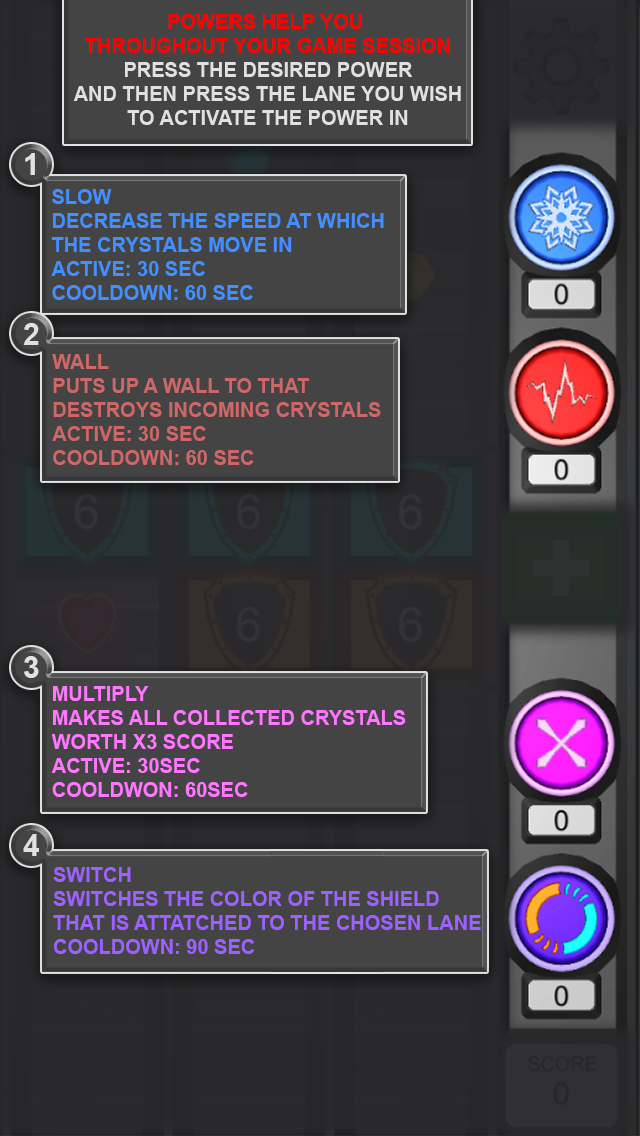 POWERS HELP YOU
THROUGHOUT YOUR GAME SESSION
PRESS THE DESIRED POWER
AND THEN PRESS THE LANE YOU WISH
TO ACTIVATE THE POWER IN
1
SLOW
DECREASE THE SPEED AT WHICH
THE CRYSTALS MOVE IN
ACTIVE: 30 SEC
COOLDOWN: 60 SEC
0
2
WALL
PUTS UP A WALL TO THAT
DESTROYS INCOMING CRYSTALS
ACTIVE: 30 SEC
COOLDOWN: 60 SEC
0
6 6 6
6 6
3
MULTIPLY
MAKES ALL COLLECTED CRYSTALS
WORTH X3 SCORE
ACTIVE: 30SEC
COOLDWON: 60SEC
0
4
SWITCH
SWITCHES THE COLOR OF THE SHIELD
THAT IS ATTATCHED TO THE CHOSEN LANE
COOLDOWN: 90 SEC
0
SCORE
0